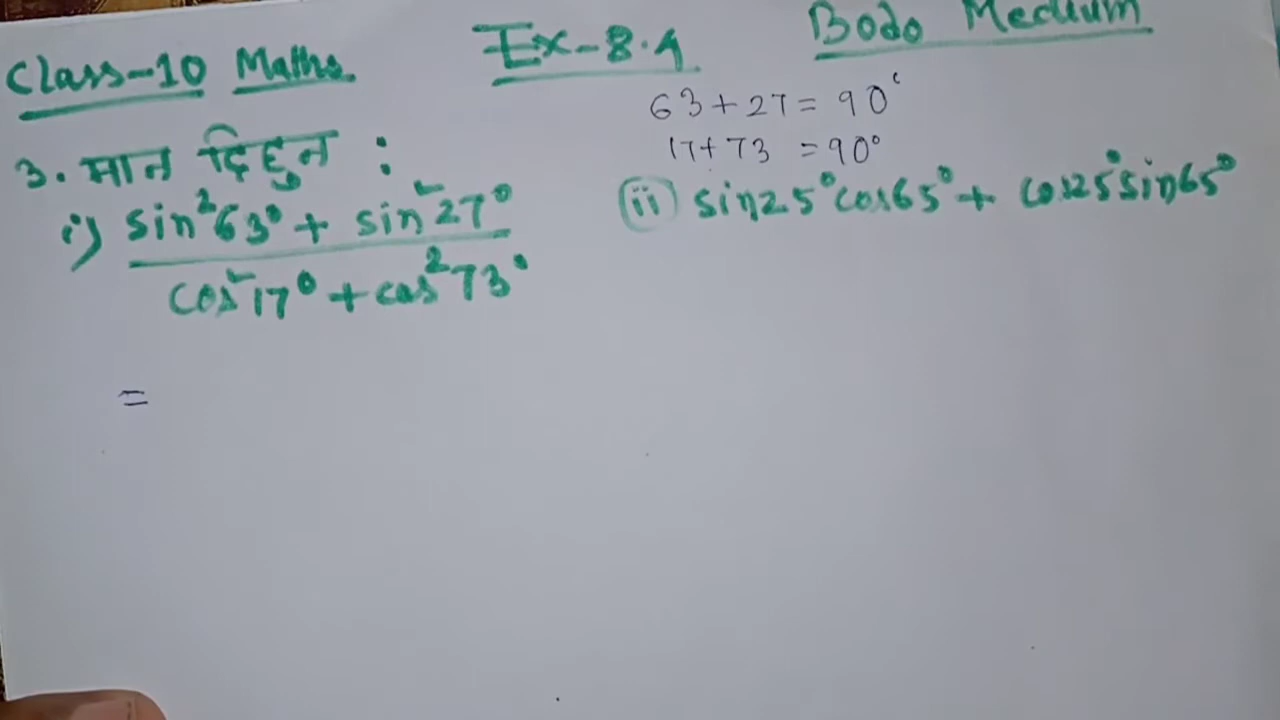 Class-10 Maths. Ex-8.4 Bodo Medium
63+27= 90°
17+73 =90°
3. मान दिहुन :
i) sin²63° + sin²27°
cos²17° + cos²73°
(ii) sin25°cos65° + cos25°sin65°
=